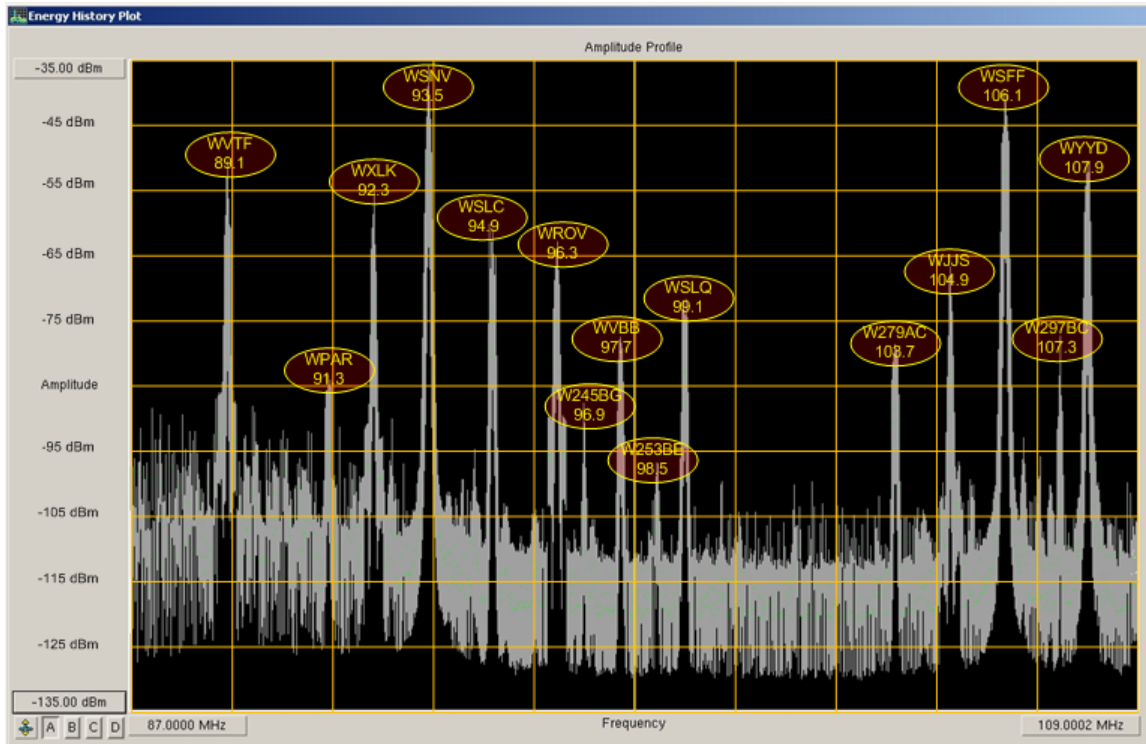 Energy History Plot
Amplitude Profile
-35.00 dBm
-45 dBm
-55 dBm
-65 dBm
-75 dBm
Amplitude
-95 dBm
-105 dBm
-115 dBm
-125 dBm
-135.00 dBm
WVTF
89.1
WPAR
91.3
WXLK
92.3
WSNV
93.5
WSLC
94.9
WROV
96.3
W245BG
96.9
WVBB
97.7
W253BE
98.5
WSLQ
99.1
W279AC
103.7
WJJS
104.9
WSFF
106.1
W297BC
107.3
WYYD
107.9
A B C D
87.0000 MHz
Frequency
109.0002 MHz